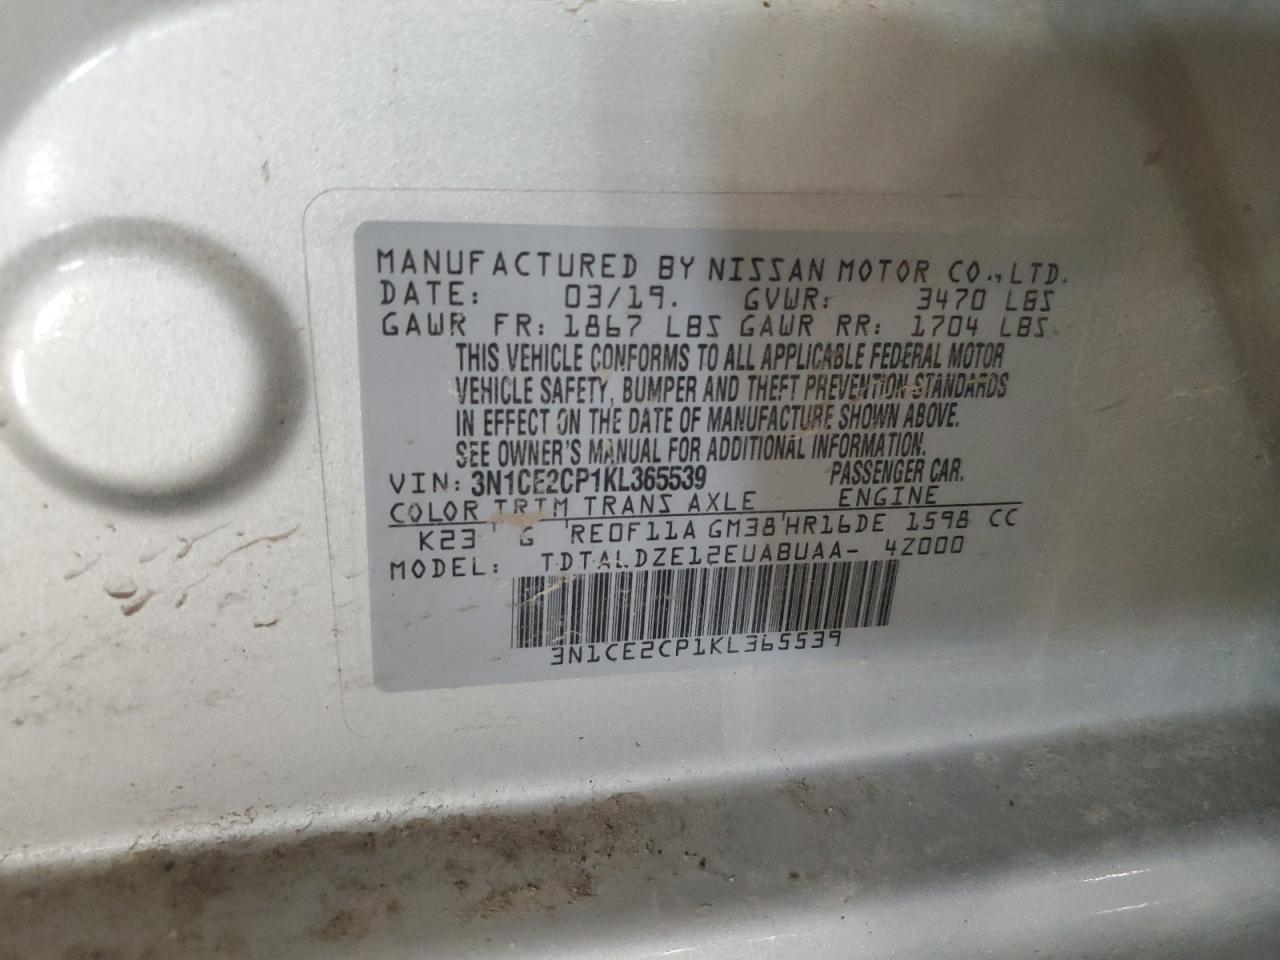 MANUFACTURED BY NISSAN MOTOR CO.,LTD.
DATE: 03/19. GVWR: 3470 LBS
GAWR FR: 1867 LBS GAWR RR: 1704 LBS
THIS VEHICLE CONFORMS TO ALL APPLICABLE FEDERAL MOTOR
VEHICLE SAFETY, BUMPER AND THEFT PREVENTION STANDARDS
IN EFFECT ON THE DATE OF MANUFACTURE SHOWN ABOVE.
SEE OWNER'S MANUAL FOR ADDITIONAL INFORMATION.
VIN: 3N1CE2CP1KL365539 PASSENGER CAR.
COLOR TRIM TRANS AXLE ENGINE
K23 G RE0F11A GM38 HR16DE 1598 CC
MODEL: TDTALDZE12EUABUAA- 4Z000
3N1CE2CP1KL365539